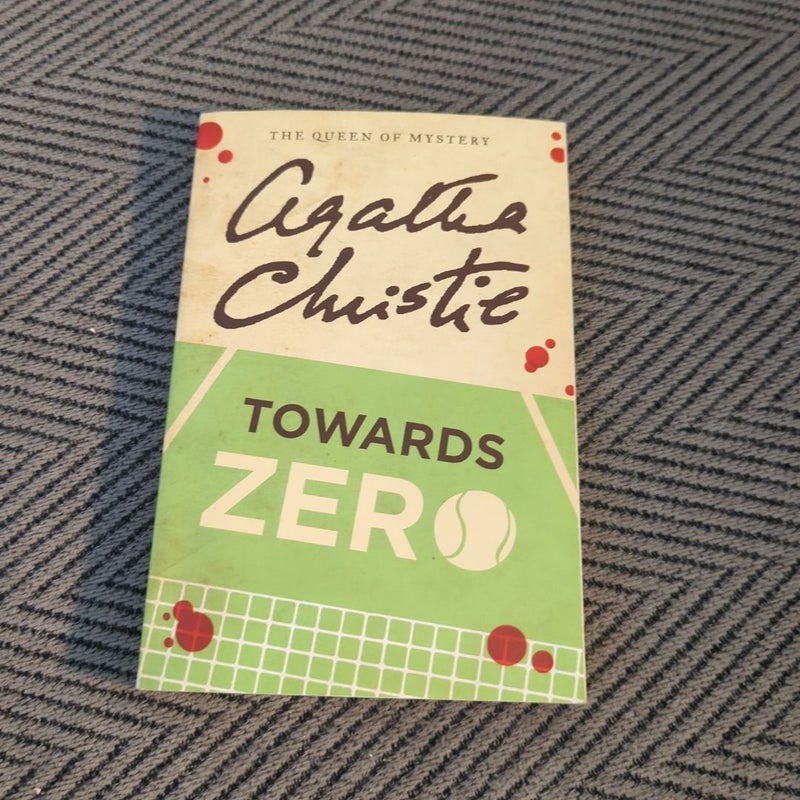 THE QUEEN OF MYSTERY
Agatha
Christie
TOWARDS
ZERO